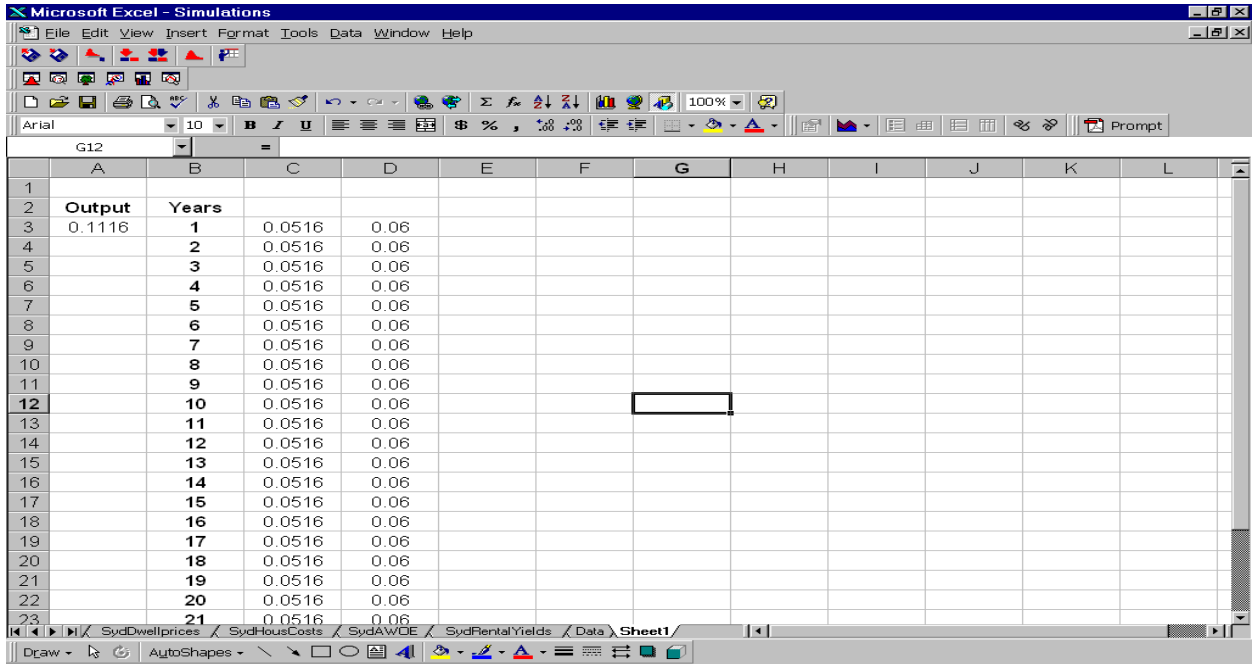 Microsoft Excel - Simulations
File Edit View Insert Format Tools Data Window Help
100%
Arial 10 B I U $ % , Prompt
G12 =
A B C D E F G H I J K L
1
2 Output Years
3 0.1116 1 0.0516 0.06
4 2 0.0516 0.06
5 3 0.0516 0.06
6 4 0.0516 0.06
7 5 0.0516 0.06
8 6 0.0516 0.06
9 7 0.0516 0.06
10 8 0.0516 0.06
11 9 0.0516 0.06
12 10 0.0516 0.06
13 11 0.0516 0.06
14 12 0.0516 0.06
15 13 0.0516 0.06
16 14 0.0516 0.06
17 15 0.0516 0.06
18 16 0.0516 0.06
19 17 0.0516 0.06
20 18 0.0516 0.06
21 19 0.0516 0.06
22 20 0.0516 0.06
23 21 0.0516 0.06
SydDwellprices SydHousCosts SydAWOE SydRentalYields Data Sheet1
Draw AutoShapes